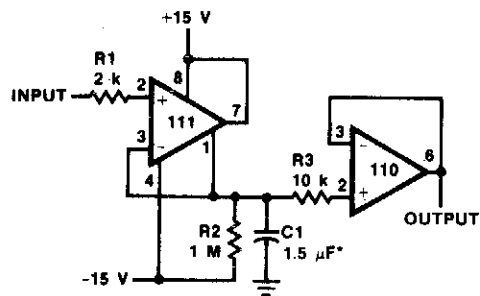 +15 V
R1
2 k
INPUT
2
8
+
111
7
3
-
1
4
R3
10 k
3
-
110
6
2
+
OUTPUT
R2
1 M
C1
1.5 µF*
-15 V